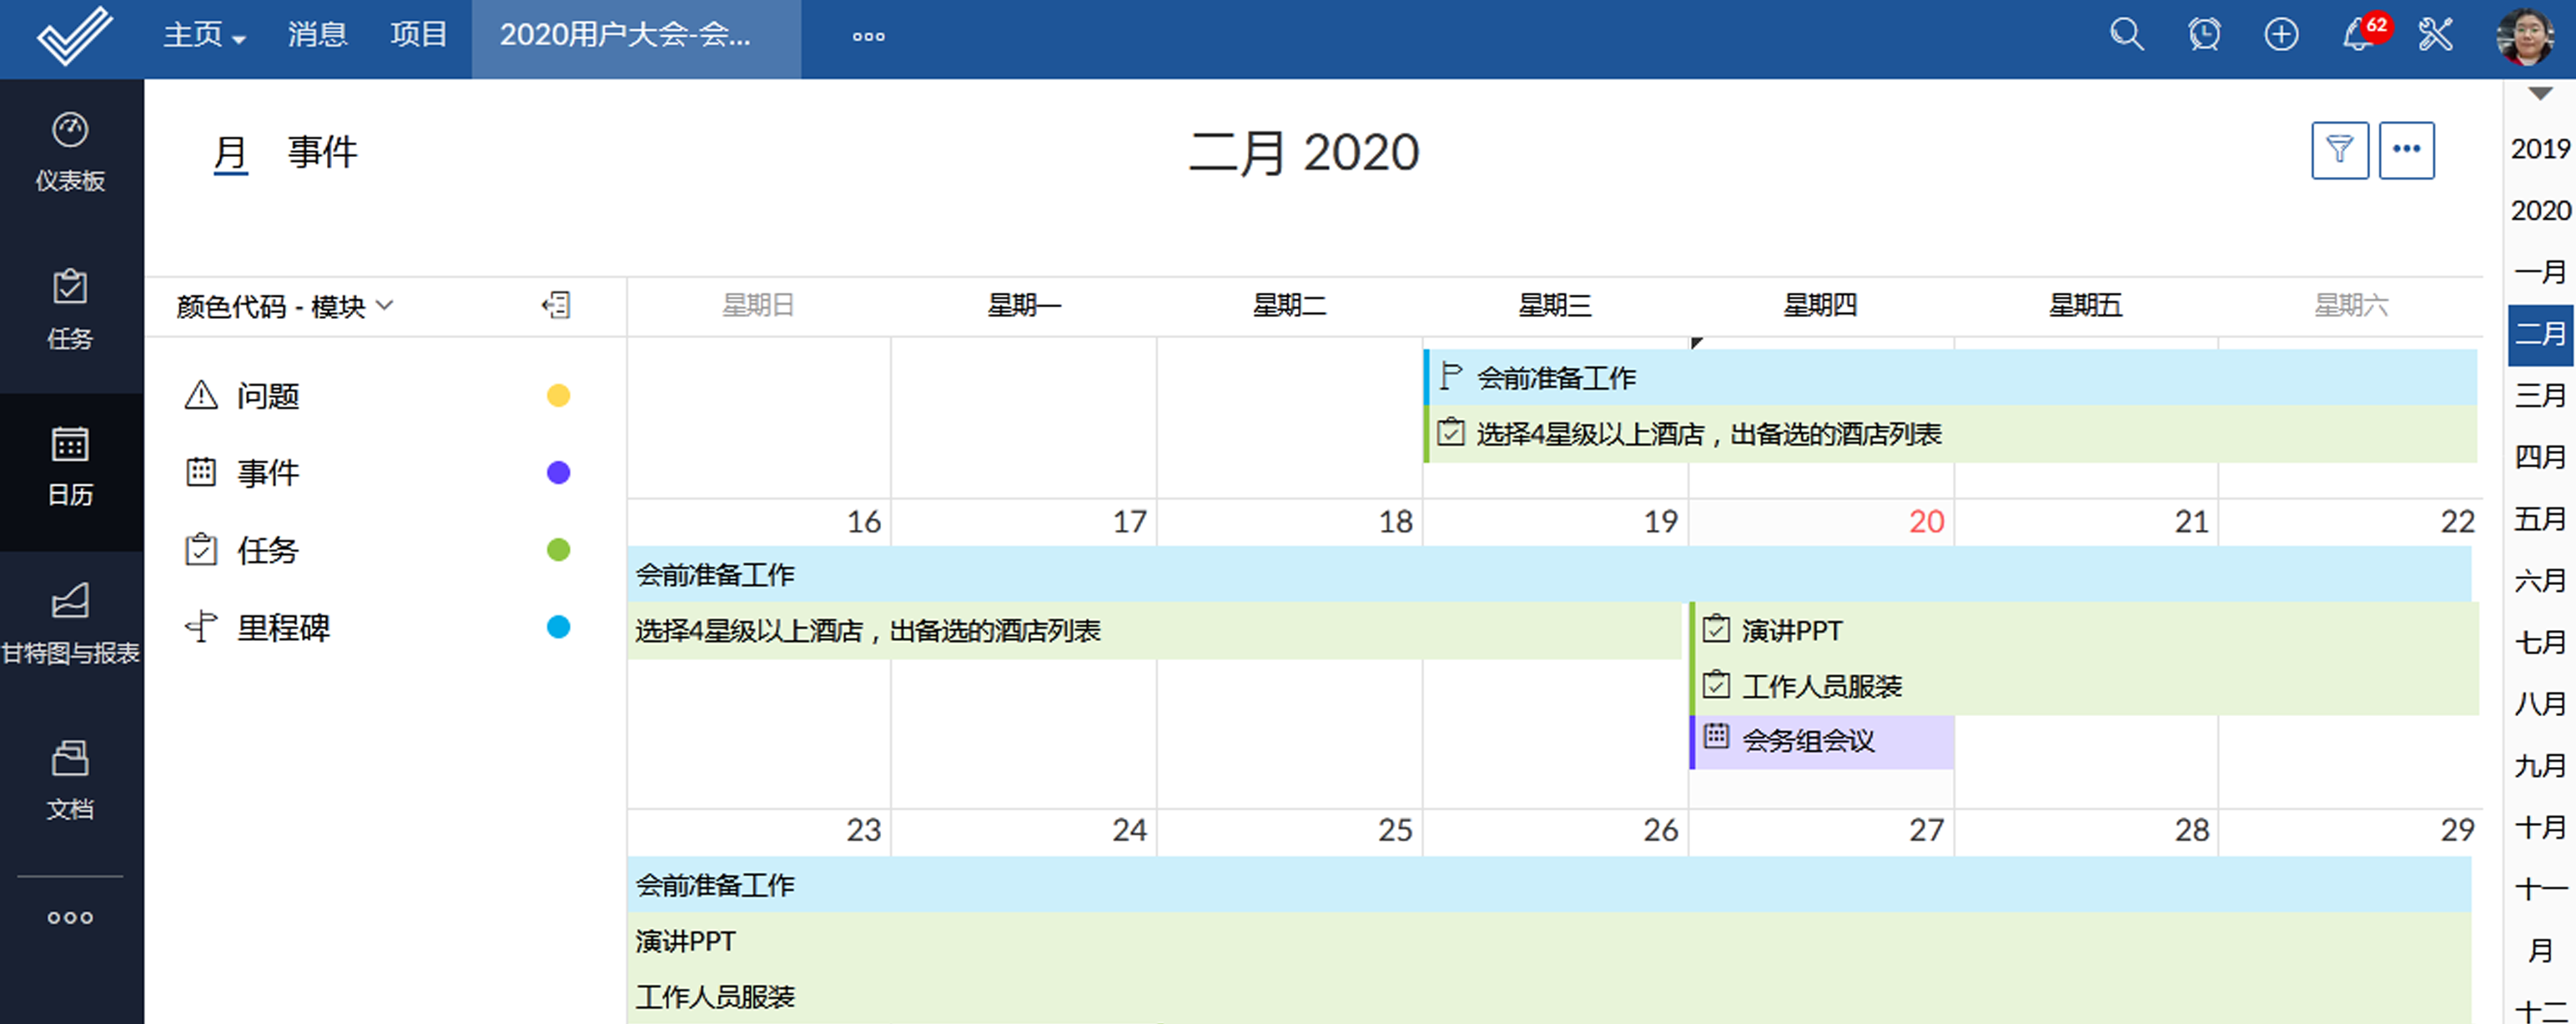 主页 消息 项目 2020用户大会-会...
62
仪表板
任务
日历
甘特图与报表
文档
月 事件
二月 2020
颜色代码 - 模块
问题
事件
任务
里程碑
星期日 星期一 星期二 星期三 星期四 星期五 星期六
会前准备工作
选择4星级以上酒店，出备选的酒店列表
16 17 18 19 20 21 22
会前准备工作
选择4星级以上酒店，出备选的酒店列表
演讲PPT
工作人员服装
会务组会议
23 24 25 26 27 28 29
会前准备工作
演讲PPT
工作人员服装
2019
2020
一月
二月
三月
四月
五月
六月
七月
八月
九月
十月
十一
月
十二